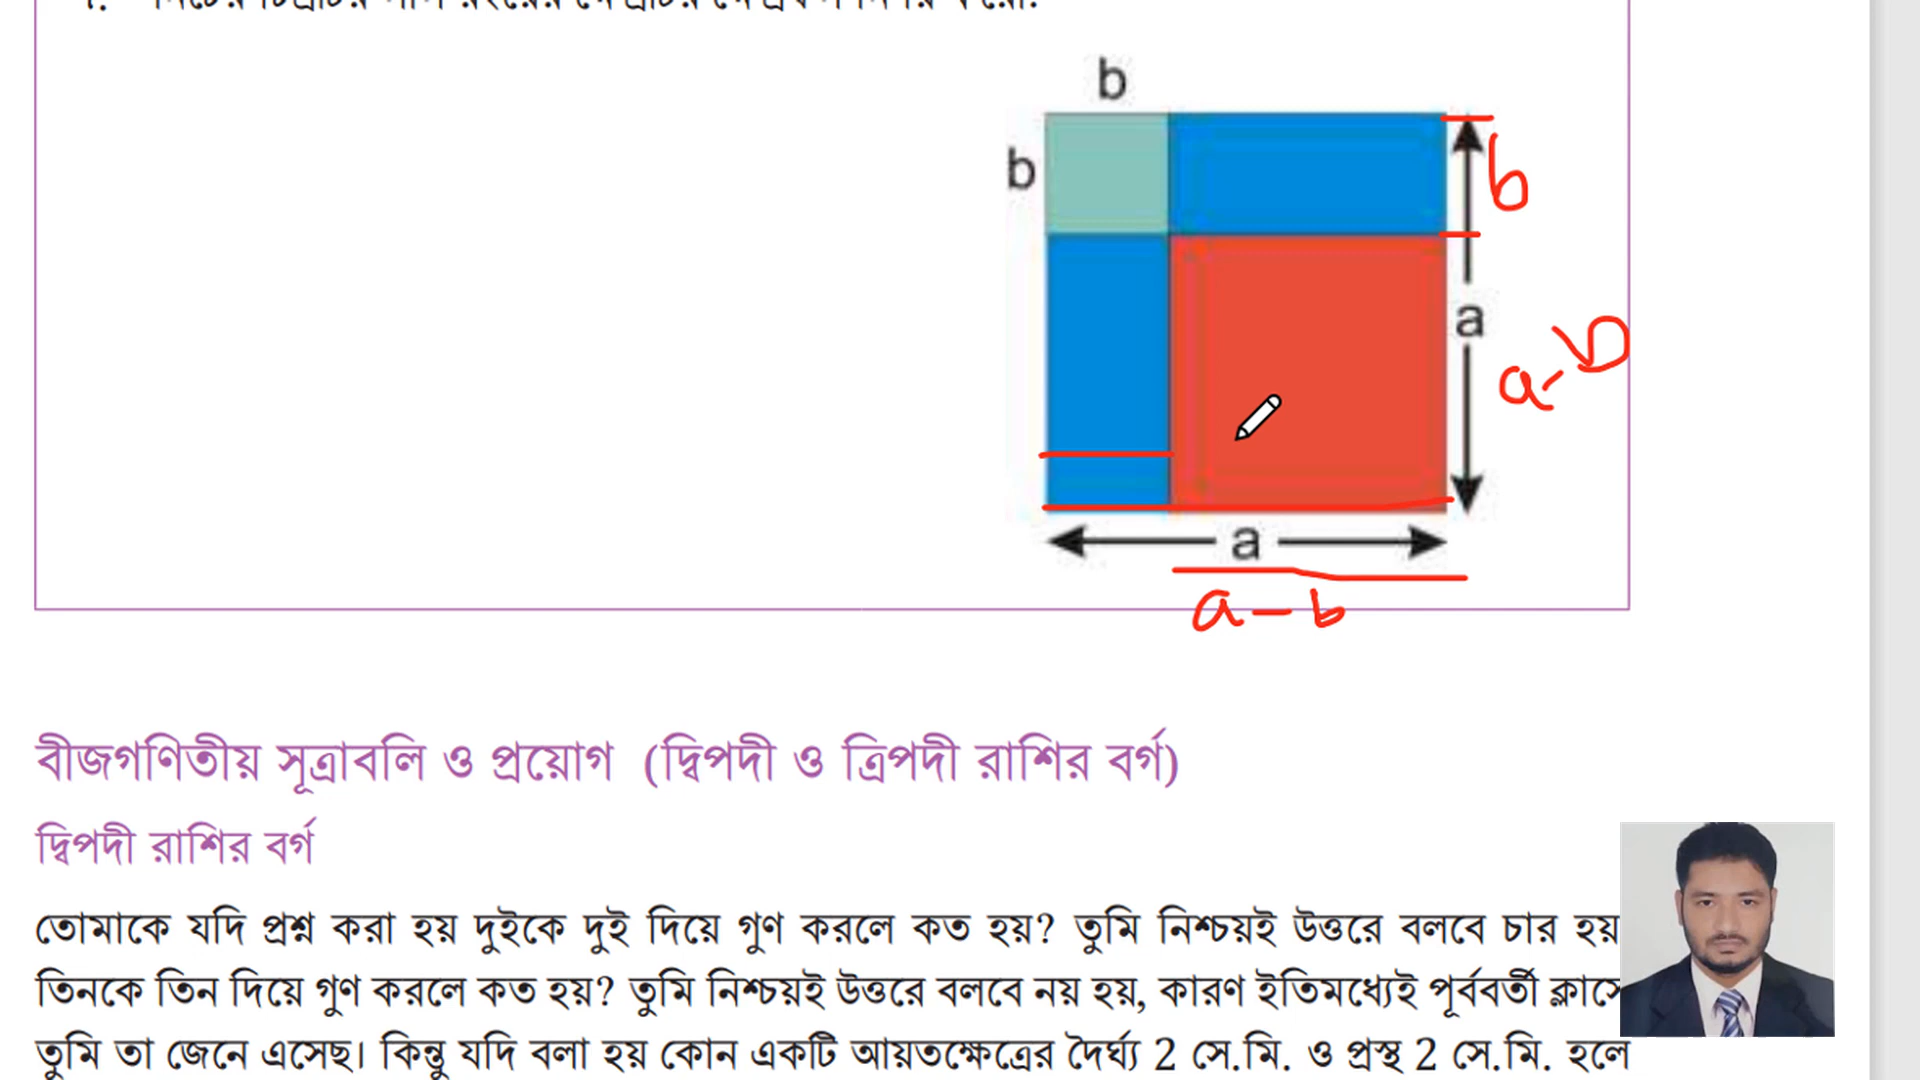 b
b
b
a
a-b
a
a-b
বীজগণিতীয় সূত্রাবলি ও প্রয়োগ (দ্বিপদী ও ত্রিপদী রাশির বর্গ)
দ্বিপদী রাশির বর্গ
তোমাকে যদি প্রশ্ন করা হয় দুইকে দুই দিয়ে গুণ করলে কত হয়? তুমি নিশ্চয়ই উত্তরে বলবে চার হয়
তিনকে তিন দিয়ে গুণ করলে কত হয়? তুমি নিশ্চয়ই উত্তরে বলবে নয় হয়, কারণ ইতিমধ্যেই পূর্ববর্তী ক্লাসে
তুমি তা জেনে এসেছ। কিন্তু যদি বলা হয় কোন একটি আয়তক্ষেত্রের দৈর্ঘ্য 2 সে.মি. ও প্রস্থ 2 সে.মি. হলে